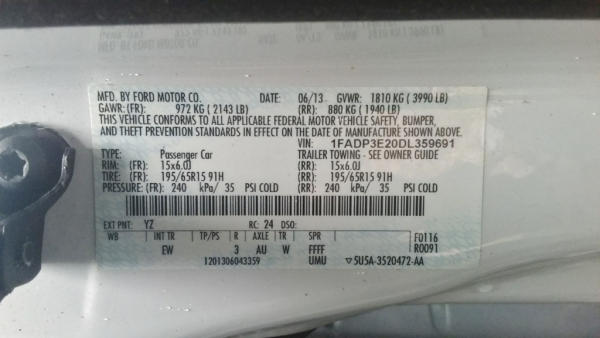 MFD. BY FORD MOTOR CO. DATE: 06/13 GVWR: 1810 KG ( 3990 LB)
GAWR: (FR): 972 KG ( 2143 LB) (RR): 880 KG ( 1940 LB)
THIS VEHICLE CONFORMS TO ALL APPLICABLE FEDERAL MOTOR VEHICLE SAFETY, BUMPER,
AND THEFT PREVENTION STANDARDS IN EFFECT ON THE DATE OF MANUFACTURE SHOWN ABOVE.
VIN: 1FADP3E20DL359691
TYPE: Passenger Car TRAILER TOWING - SEE OWNER GUIDE
RIM: (FR): 15x6.0J (RR): 15x6.0J
TIRE: (FR): 195/65R15 91H (RR): 195/65R15 91H
PRESSURE: (FR): 240 kPa/ 35 PSI COLD (RR): 240 kPa/ 35 PSI COLD
EXT PNT: YZ RC: 24 DSO:
WB INT TR TP/PS R AXLE TR SPR F0116
EW 3 AU W FFFF R0091
1201306043359 UMU ▽5U5A-3520472-AA